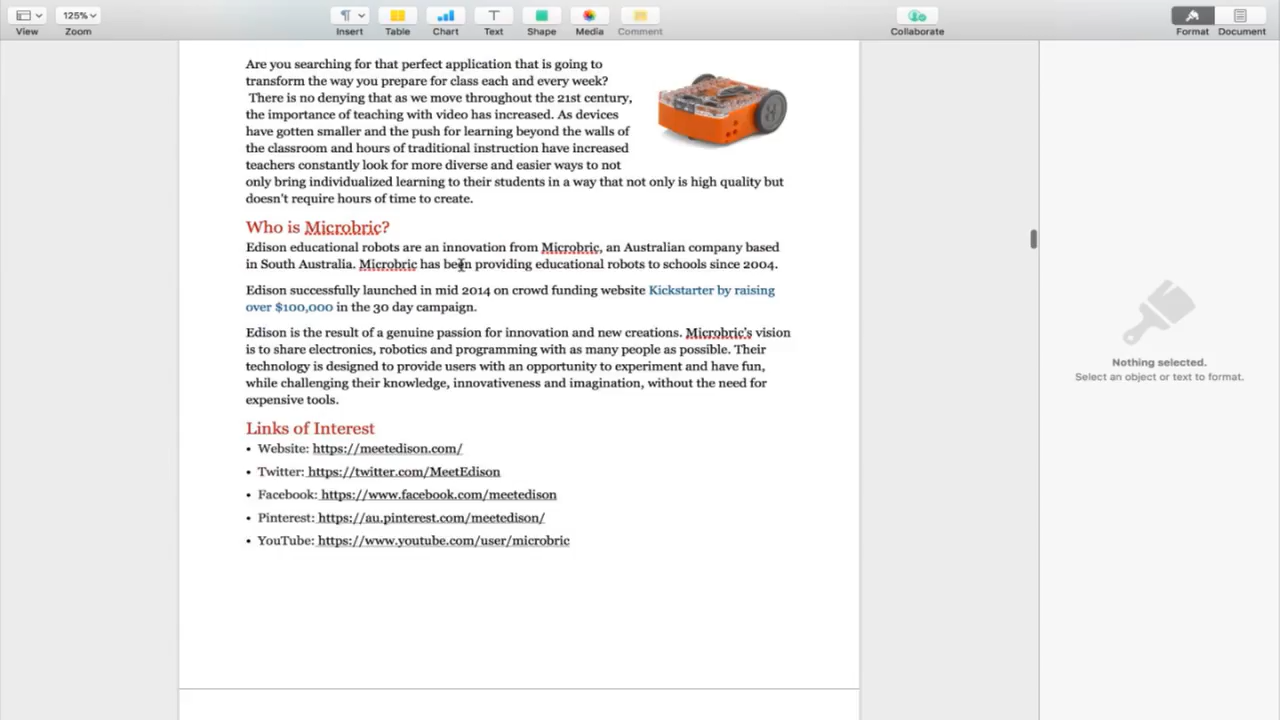 125%
View
Zoom
Insert
Table
Chart
Text
Shape
Media
Comment
Collaborate
Format
Document
Are you searching for that perfect application that is going to
transform the way you prepare for class each and every week?
There is no denying that as we move throughout the 21st century,
the importance of teaching with video has increased. As devices
have gotten smaller and the push for learning beyond the walls of
the classroom and hours of traditional instruction have increased
teachers constantly look for more diverse and easier ways to not
only bring individualized learning to their students in a way that not only is high quality but
doesn't require hours of time to create.
Who is Microbric?
Edison educational robots are an innovation from Microbric, an Australian company based
in South Australia. Microbric has been providing educational robots to schools since 2004.
Edison successfully launched in mid 2014 on crowd funding website Kickstarter by raising
over $100,000 in the 30 day campaign.
Edison is the result of a genuine passion for innovation and new creations. Microbric's vision
is to share electronics, robotics and programming with as many people as possible. Their
technology is designed to provide users with an opportunity to experiment and have fun,
while challenging their knowledge, innovativeness and imagination, without the need for
expensive tools.
Links of Interest
• Website: https://meetedison.com/
• Twitter: https://twitter.com/MeetEdison
• Facebook: https://www.facebook.com/meetedison
• Pinterest: https://au.pinterest.com/meetedison/
• YouTube: https://www.youtube.com/user/microbric
Nothing selected.
Select an object or text to format.